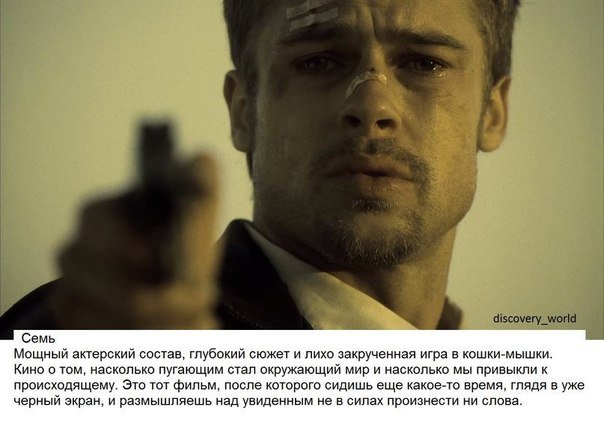 discovery_world
Семь
Мощный актерский состав, глубокий сюжет и лихо закрученная игра в кошки-мышки.
Кино о том, насколько пугающим стал окружающий мир и насколько мы привыкли к
происходящему. Это тот фильм, после которого сидишь еще какое-то время, глядя в уже
черный экран, и размышляешь над увиденным не в силах произнести ни слова.